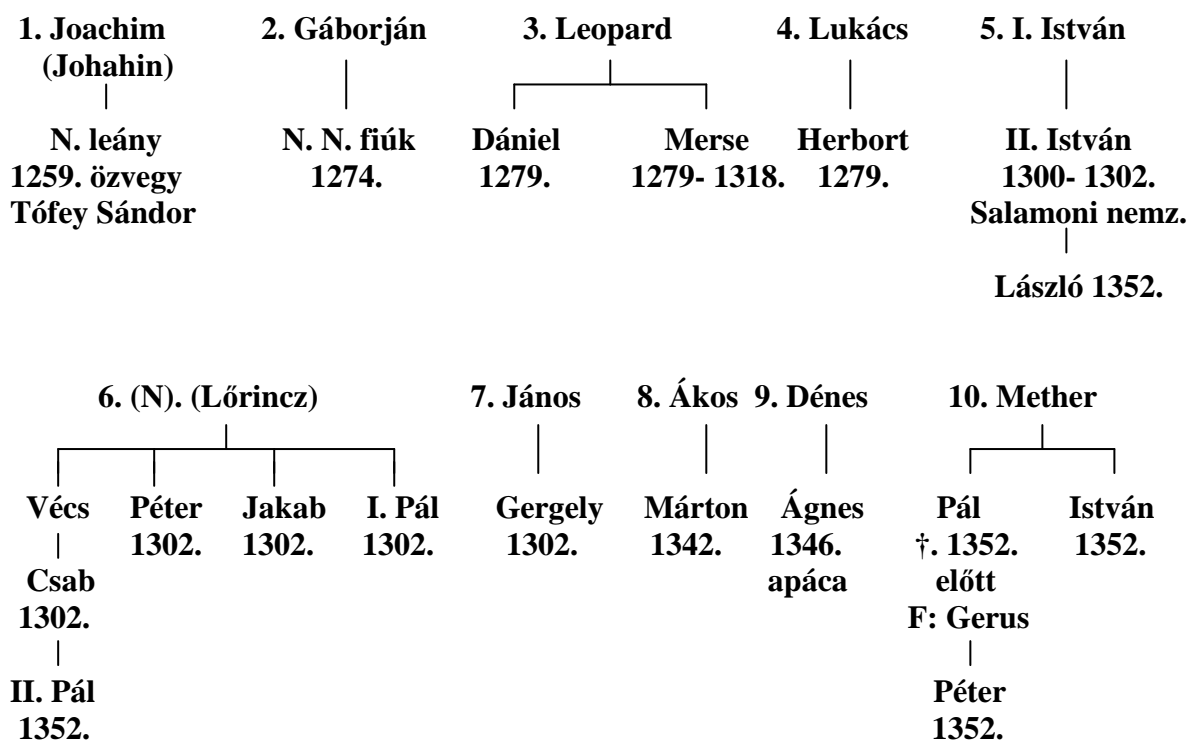 1. Joachim 2. Gáborján 3. Leopard 4. Lukács 5. I. István
(Johahin)
N. leány N. N. fiúk Dániel Merse Herbort II. István
1259. özvegy 1274. 1279. 1279- 1318. 1279. 1300- 1302.
Tófey Sándor Salamoni nemz.
László 1352.
6. (N). (Lőrincz) 7. János 8. Ákos 9. Dénes 10. Mether
Vécs Péter Jakab I. Pál Gergely Márton Ágnes Pál István
1302. 1302. 1302. 1302. 1342. 1346. †. 1352. 1352.
Csab apáca előtt
1302. F: Gerus
II. Pál Péter
1352. 1352.